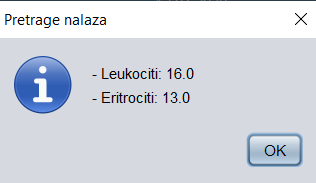 Pretrage nalaza
- Leukociti: 16.0
- Eritrociti: 13.0
OK